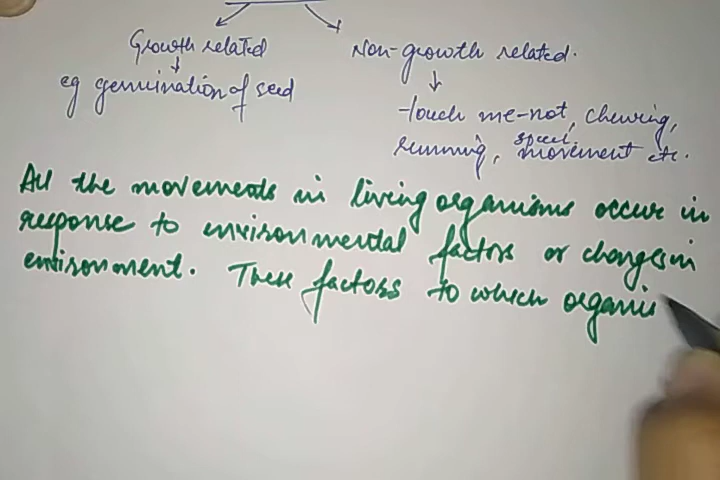 Growth related
Non-growth related.
eg germination of seed
touch me-not, chewing,
running, speed, movement etc.
All the movements in living organisms occur in
response to environmental factors or changes in
environment. These factors to which organis